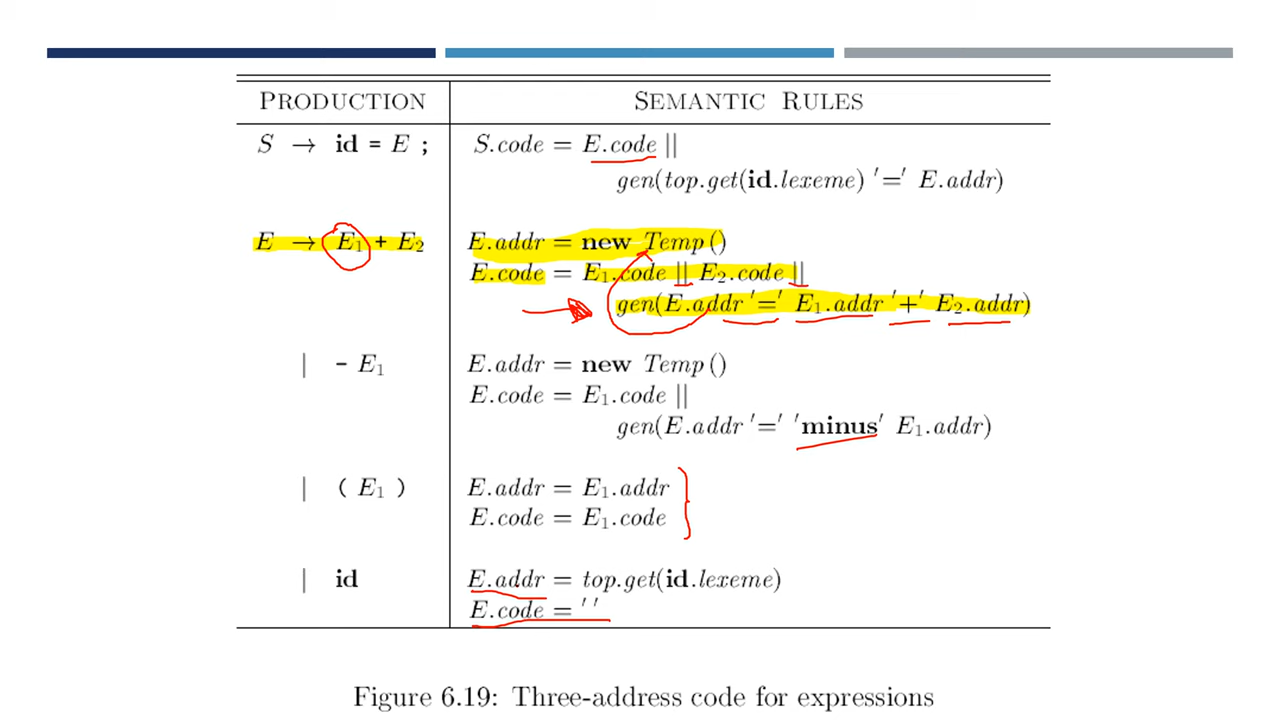 PRODUCTION SEMANTIC RULES
S → id = E ; S.code = E.code ||
gen(top.get(id.lexeme) '=' E.addr)
E → E₁ + E₂ E.addr = new Temp()
E.code = E₁.code || E₂.code ||
gen(E.addr '=' E₁.addr '+' E₂.addr)
| - E₁ E.addr = new Temp()
E.code = E₁.code ||
gen(E.addr '=' 'minus' E₁.addr)
| ( E₁ ) E.addr = E₁.addr
E.code = E₁.code
| id E.addr = top.get(id.lexeme)
E.code = ''
Figure 6.19: Three-address code for expressions